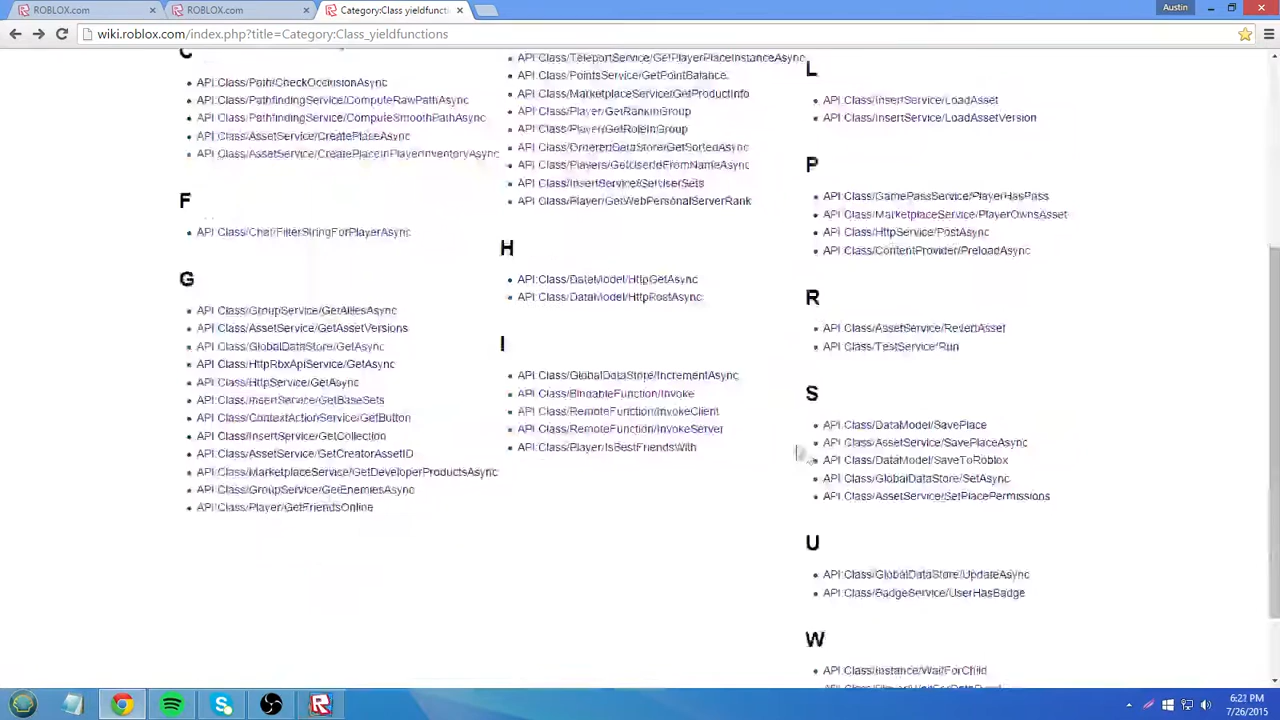 ROBLOX.com
ROBLOX.com
Category:Class yieldfunct
Austin
wiki.roblox.com/index.php?title=Category:Class_yieldfunctions
C
API:Class/Path/CheckOcclusionAsync
API:Class/PathfindingService/ComputeRawPathAsync
API:Class/PathfindingService/ComputeSmoothPathAsync
API:Class/AssetService/CreatePlaceAsync
API:Class/AssetService/CreatePlaceInPlayerInventoryAsync
F
API:Class/Chat/FilterStringForPlayerAsync
G
API:Class/GroupService/GetAlliesAsync
API:Class/AssetService/GetAssetVersions
API:Class/GlobalDataStore/GetAsync
API:Class/HttpRbxApiService/GetAsync
API:Class/HttpService/GetAsync
API:Class/InsertService/GetBaseSets
API:Class/ContextActionService/GetButton
API:Class/InsertService/GetCollection
API:Class/AssetService/GetCreatorAssetID
API:Class/MarketplaceService/GetDeveloperProductsAsync
API:Class/GroupService/GetEnemiesAsync
API:Class/Player/GetFriendsOnline
API:Class/TeleportService/GetPlayerPlaceInstanceAsync
API:Class/PointsService/GetPointBalance
API:Class/MarketplaceService/GetProductInfo
API:Class/Player/GetRankInGroup
API:Class/Player/GetRoleInGroup
API:Class/OrderedDataStore/GetSortedAsync
API:Class/Players/GetUserIdFromNameAsync
API:Class/InsertService/GetUserSets
API:Class/Player/GetWebPersonalServerRank
H
API:Class/DataModel/HttpGetAsync
API:Class/DataModel/HttpPostAsync
I
API:Class/GlobalDataStore/IncrementAsync
API:Class/BindableFunction/Invoke
API:Class/RemoteFunction/InvokeClient
API:Class/RemoteFunction/InvokeServer
API:Class/Player/IsBestFriendsWith
L
API:Class/InsertService/LoadAsset
API:Class/InsertService/LoadAssetVersion
P
API:Class/GamePassService/PlayerHasPass
API:Class/MarketplaceService/PlayerOwnsAsset
API:Class/HttpService/PostAsync
API:Class/ContentProvider/PreloadAsync
R
API:Class/AssetService/RevertAsset
API:Class/TestService/Run
S
API:Class/DataModel/SavePlace
API:Class/AssetService/SavePlaceAsync
API:Class/DataModel/SaveToRoblox
API:Class/GlobalDataStore/SetAsync
API:Class/AssetService/SetPlacePermissions
U
API:Class/GlobalDataStore/UpdateAsync
API:Class/BadgeService/UserHasBadge
W
API:Class/Instance/WaitForChild
6:27 PM
7/26/2015